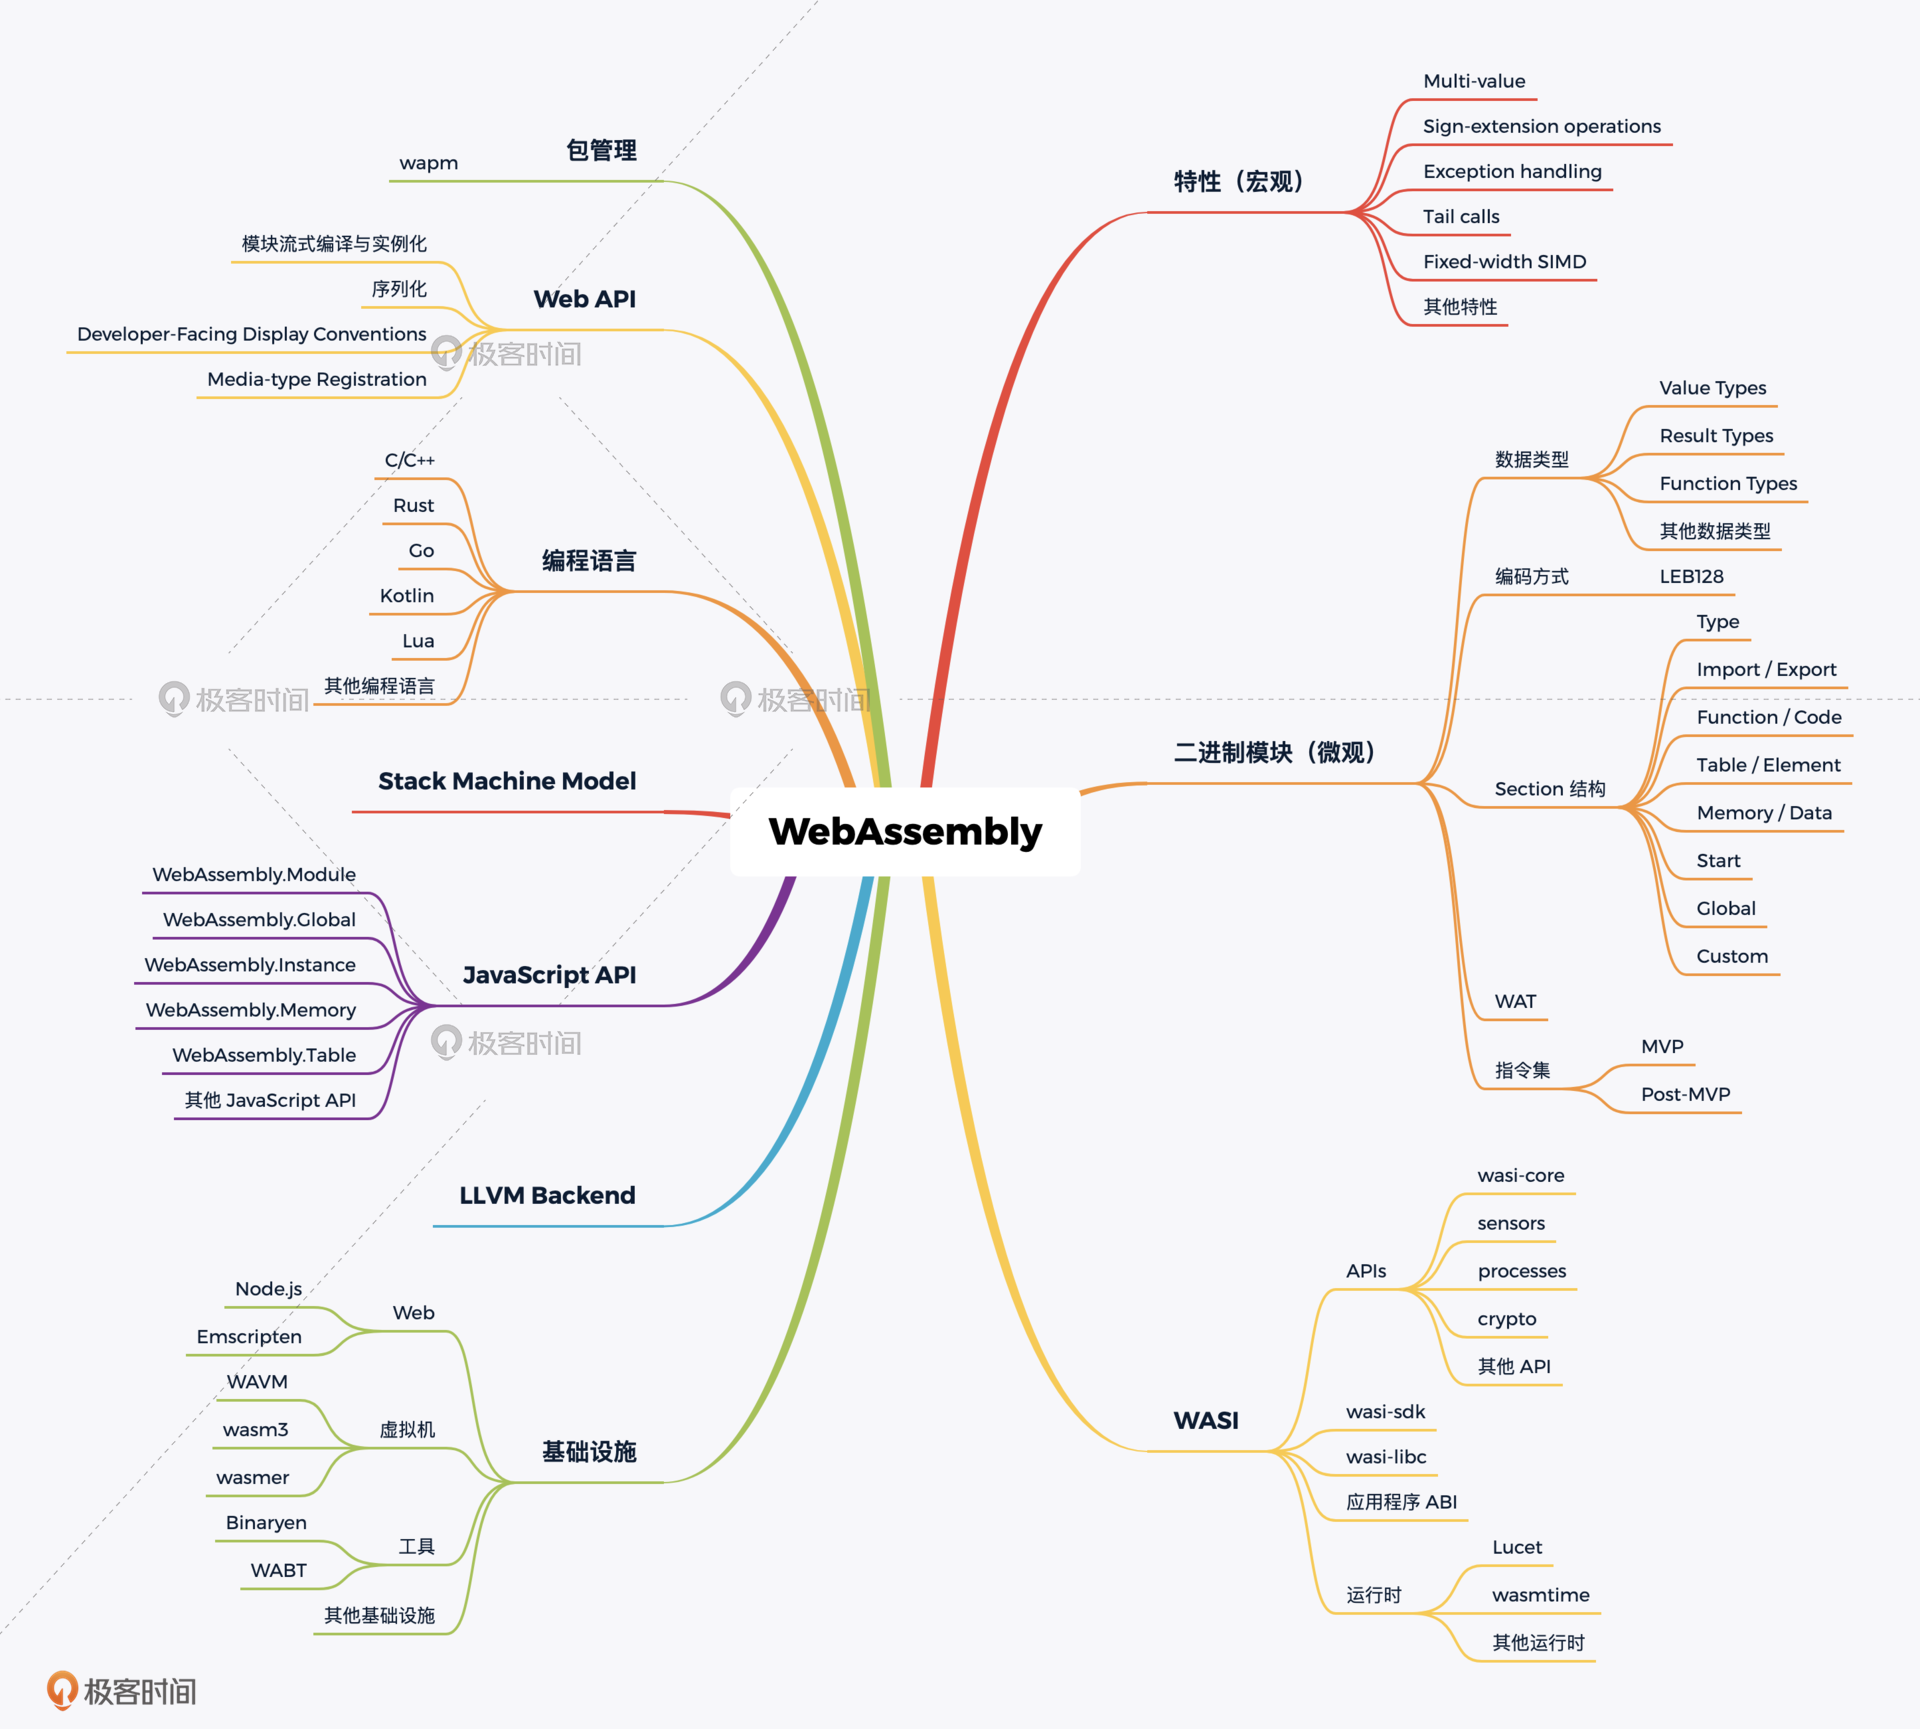 WebAssembly
包管理
wapm
Web API
模块流式编译与实例化
序列化
Developer-Facing Display Conventions
Media-type Registration
编程语言
C/C++
Rust
Go
Kotlin
Lua
其他编程语言
Stack Machine Model
JavaScript API
WebAssembly.Module
WebAssembly.Global
WebAssembly.Instance
WebAssembly.Memory
WebAssembly.Table
其他 JavaScript API
LLVM Backend
基础设施
Web
Node.js
Emscripten
虚拟机
WAVM
wasm3
wasmer
工具
Binaryen
WABT
其他基础设施
特性（宏观）
Multi-value
Sign-extension operations
Exception handling
Tail calls
Fixed-width SIMD
其他特性
二进制模块（微观）
数据类型
Value Types
Result Types
Function Types
其他数据类型
编码方式
LEB128
Section 结构
Type
Import / Export
Function / Code
Table / Element
Memory / Data
Start
Global
Custom
WAT
指令集
MVP
Post-MVP
WASI
APIs
wasi-core
sensors
processes
crypto
其他 API
wasi-sdk
wasi-libc
应用程序 ABI
运行时
Lucet
wasmtime
其他运行时
极客时间
极客时间
极客时间
极客时间
极客时间